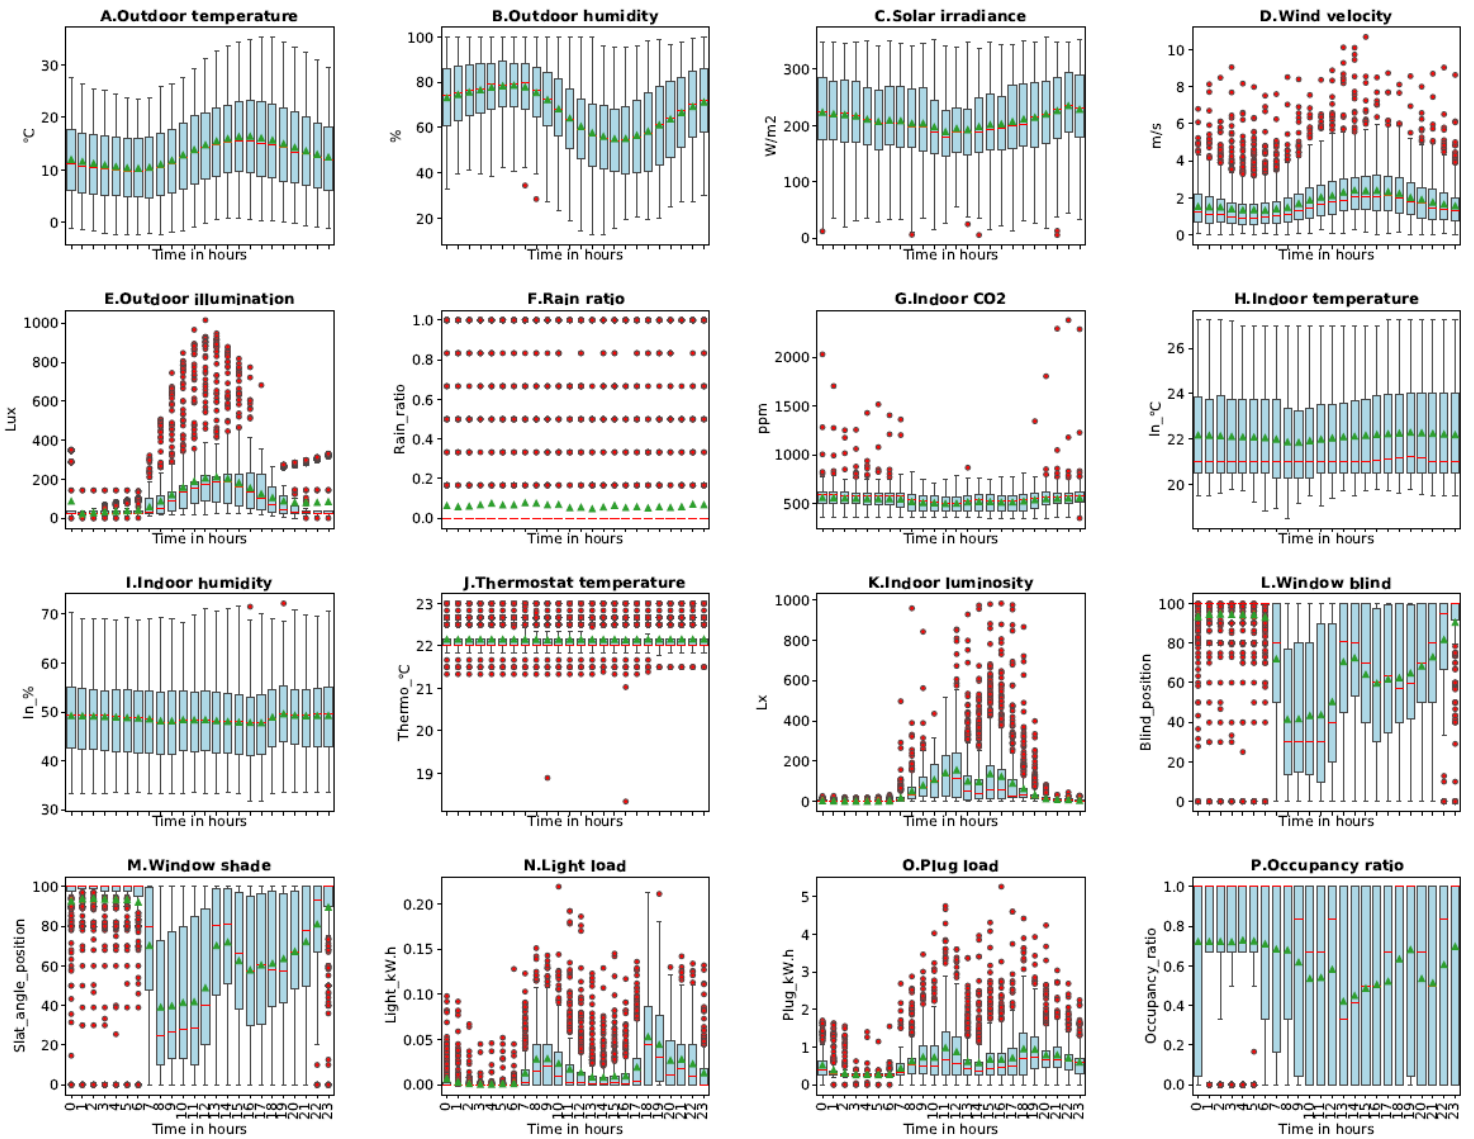 A.Outdoor temperature
B.Outdoor humidity
C.Solar irradiance
D.Wind velocity
°C
30
20
10
0
Time in hours
%
100
80
60
40
20
Time in hours
W/m2
300
200
100
0
Time in hours
m/s
10
8
6
4
2
0
Time in hours
E.Outdoor illumination
F.Rain ratio
G.Indoor CO2
H.Indoor temperature
Lux
1000
800
600
400
200
0
Time in hours
Rain_ratio
1.0
0.8
0.6
0.4
0.2
0.0
Time in hours
ppm
2000
1500
1000
500
Time in hours
In_°C
26
24
22
20
Time in hours
I.Indoor humidity
J.Thermostat temperature
K.Indoor luminosity
L.Window blind
In_%
70
60
50
40
30
Time in hours
Thermo_°C
23
22
21
20
19
Time in hours
Lx
1000
800
600
400
200
0
Time in hours
Blind_position
100
80
60
40
20
0
Time in hours
M.Window shade
N.Light load
O.Plug load
P.Occupancy ratio
Slat_angle_position
100
80
60
40
20
0
0 1 2 3 4 5 6 7 8 9 10 11 12 13 14 15 16 17 18 19 20 21 22 23
Time in hours
Light_kW.h
0.20
0.15
0.10
0.05
0.00
0 1 2 3 4 5 6 7 8 9 10 11 12 13 14 15 16 17 18 19 20 21 22 23
Time in hours
Plug_kW.h
5
4
3
2
1
0
0 1 2 3 4 5 6 7 8 9 10 11 12 13 14 15 16 17 18 19 20 21 22 23
Time in hours
Occupancy_ratio
1.0
0.8
0.6
0.4
0.2
0.0
0 1 2 3 4 5 6 7 8 9 10 11 12 13 14 15 16 17 18 19 20 21 22 23
Time in hours